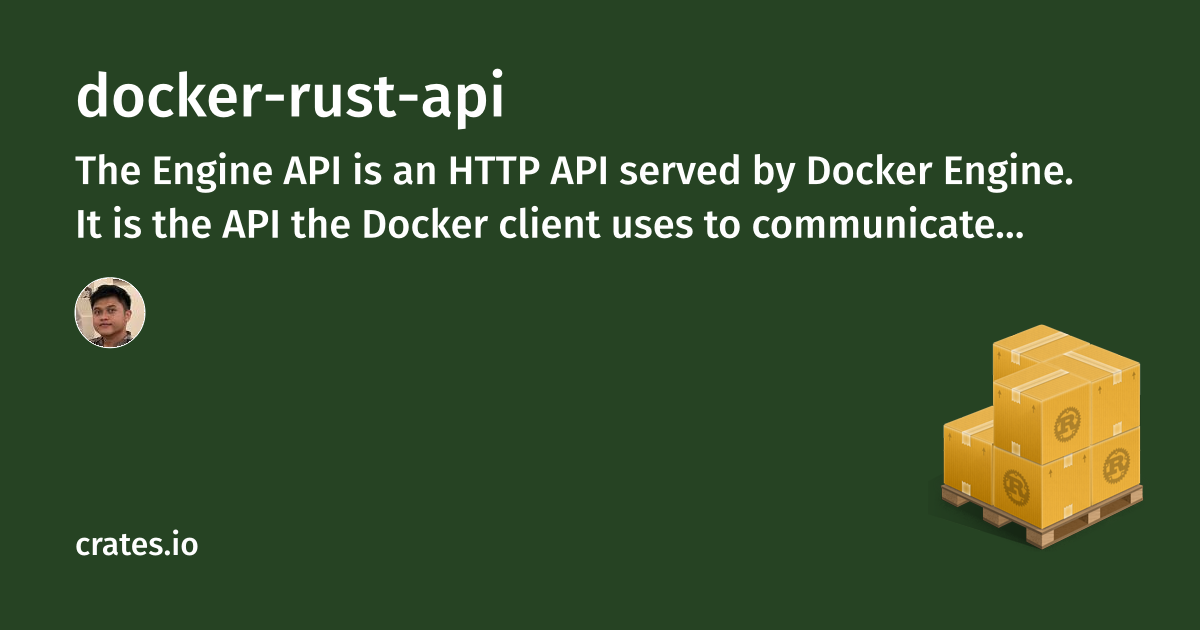 docker-rust-api
The Engine API is an HTTP API served by Docker Engine.
It is the API the Docker client uses to communicate...
R
R
R
crates.io